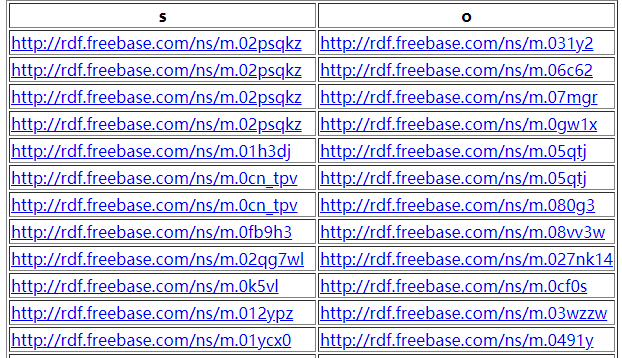 s o
http://rdf.freebase.com/ns/m.02psqkz http://rdf.freebase.com/ns/m.031y2
http://rdf.freebase.com/ns/m.02psqkz http://rdf.freebase.com/ns/m.06c62
http://rdf.freebase.com/ns/m.02psqkz http://rdf.freebase.com/ns/m.07mgr
http://rdf.freebase.com/ns/m.02psqkz http://rdf.freebase.com/ns/m.0gw1x
http://rdf.freebase.com/ns/m.01h3dj http://rdf.freebase.com/ns/m.05qtj
http://rdf.freebase.com/ns/m.0cn_tpv http://rdf.freebase.com/ns/m.05qtj
http://rdf.freebase.com/ns/m.0cn_tpv http://rdf.freebase.com/ns/m.080g3
http://rdf.freebase.com/ns/m.0fb9h3 http://rdf.freebase.com/ns/m.08vv3w
http://rdf.freebase.com/ns/m.02qg7wl http://rdf.freebase.com/ns/m.027nk14
http://rdf.freebase.com/ns/m.0k5vl http://rdf.freebase.com/ns/m.0cf0s
http://rdf.freebase.com/ns/m.012ypz http://rdf.freebase.com/ns/m.03wzzw
http://rdf.freebase.com/ns/m.01ycx0 http://rdf.freebase.com/ns/m.0491y